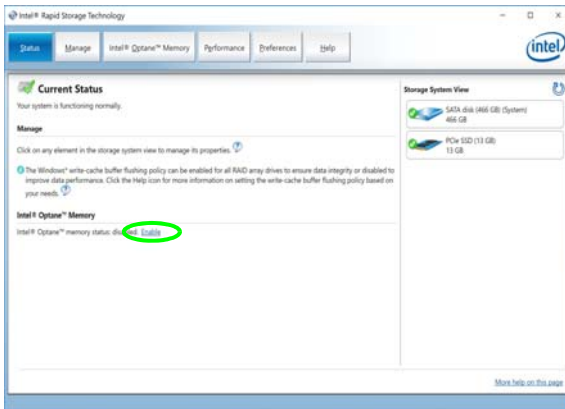 Intel® Rapid Storage Technology
Status Manage Intel® Optane™ Memory Performance Preferences Help
intel
Current Status
Your system is functioning normally.
Manage
Click on any element in the storage system view to manage its properties.
The Windows* write-cache buffer flushing policy can be enabled for all RAID array drives to ensure data integrity or disabled to
improve data performance. Click the Help icon for more information on setting the write-cache buffer flushing policy based on
your needs.
Intel® Optane™ Memory
Intel® Optane™ memory status: disabled. Enable
Storage System View
SATA disk (466 GB) (System)
466 GB
PCIe SSD (13 GB)
13 GB
More help on this page